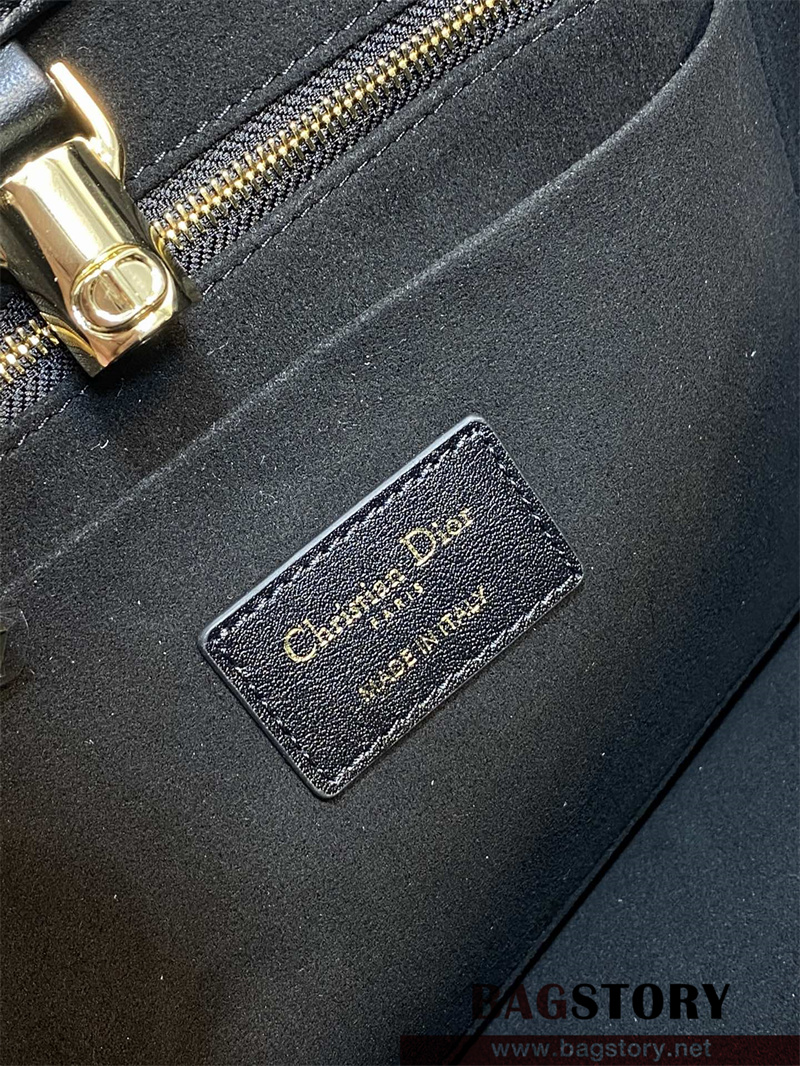 Christian Dior
PARIS
MADE IN ITALY
BAGSTORY
www.bagstory.net